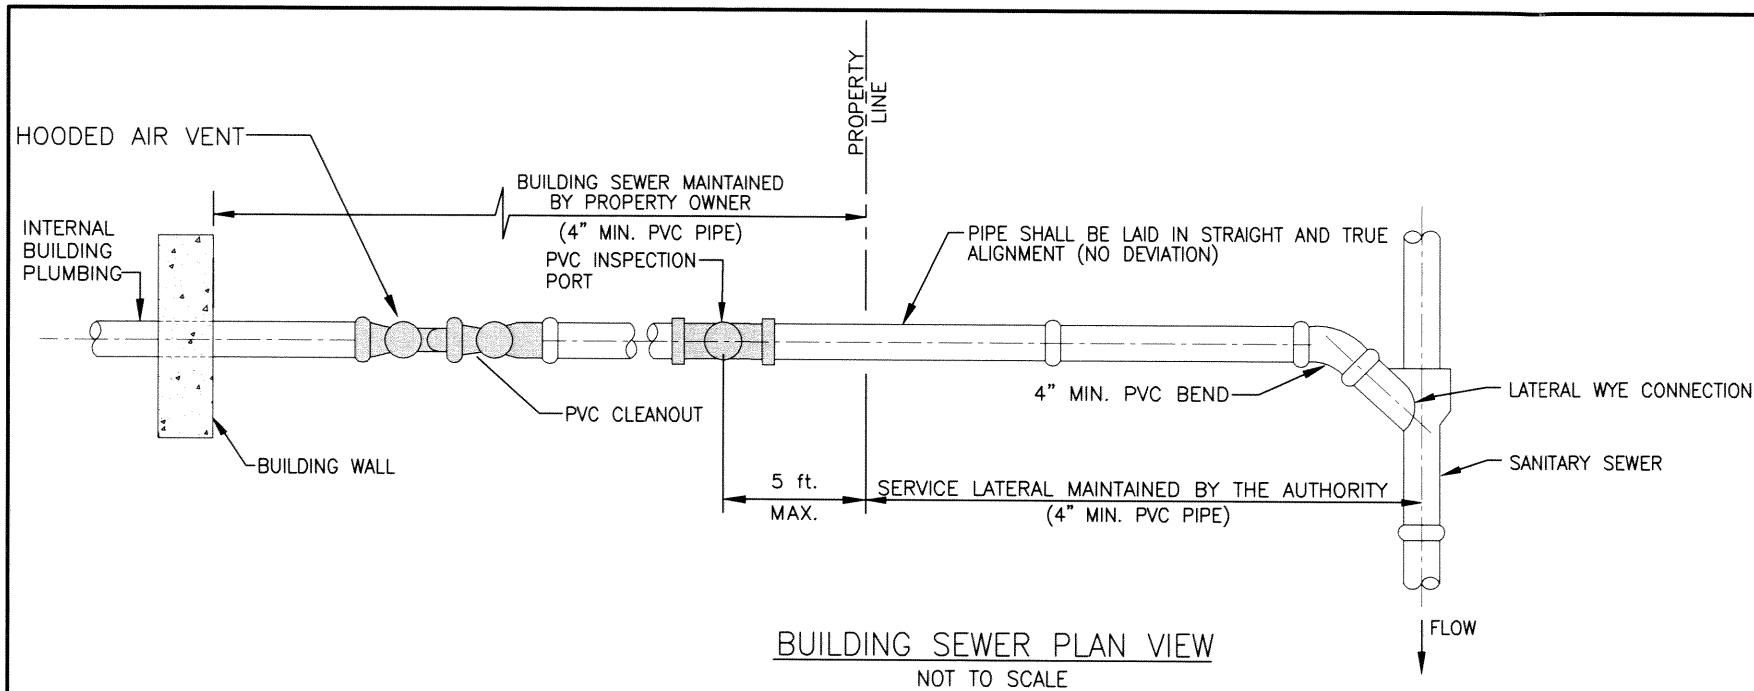 PROPERTY
LINE
HOODED AIR VENT
BUILDING SEWER MAINTAINED
BY PROPERTY OWNER
(4" MIN. PVC PIPE)
INTERNAL
BUILDING
PLUMBING
PVC INSPECTION
PORT
PIPE SHALL BE LAID IN STRAIGHT AND TRUE
ALIGNMENT (NO DEVIATION)
4" MIN. PVC BEND
LATERAL WYE CONNECTION
PVC CLEANOUT
BUILDING WALL
SANITARY SEWER
5 ft.
MAX.
SERVICE LATERAL MAINTAINED BY THE AUTHORITY
(4" MIN. PVC PIPE)
FLOW
BUILDING SEWER PLAN VIEW
NOT TO SCALE